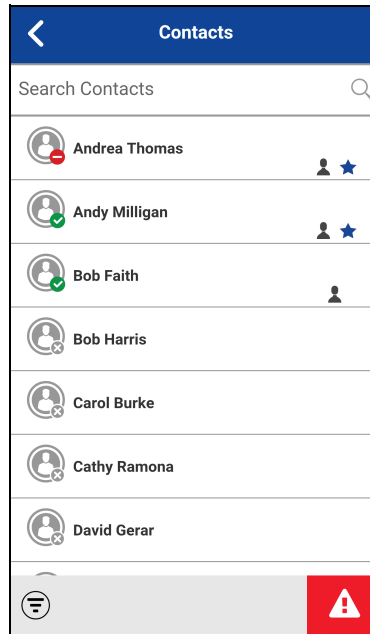 Contacts
Search Contacts
Andrea Thomas
Andy Milligan
Bob Faith
Bob Harris
Carol Burke
Cathy Ramona
David Gerar